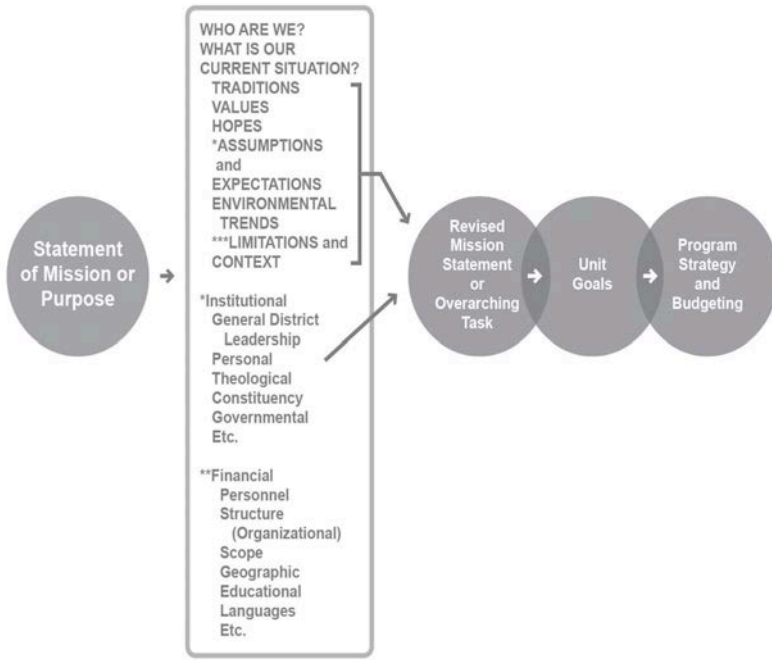 Statement
of Mission or
Purpose
WHO ARE WE?
WHAT IS OUR
CURRENT SITUATION?
TRADITIONS
VALUES
HOPES
*ASSUMPTIONS
and
EXPECTATIONS
ENVIRONMENTAL
TRENDS
***LIMITATIONS and
CONTEXT
*Institutional
General District
Leadership
Personal
Theological
Constituency
Governmental
Etc.
**Financial
Personnel
Structure
(Organizational)
Scope
Geographic
Educational
Languages
Etc.
Revised
Mission
Statement
or
Overarching
Task
Unit
Goals
Program
Strategy
and
Budgeting